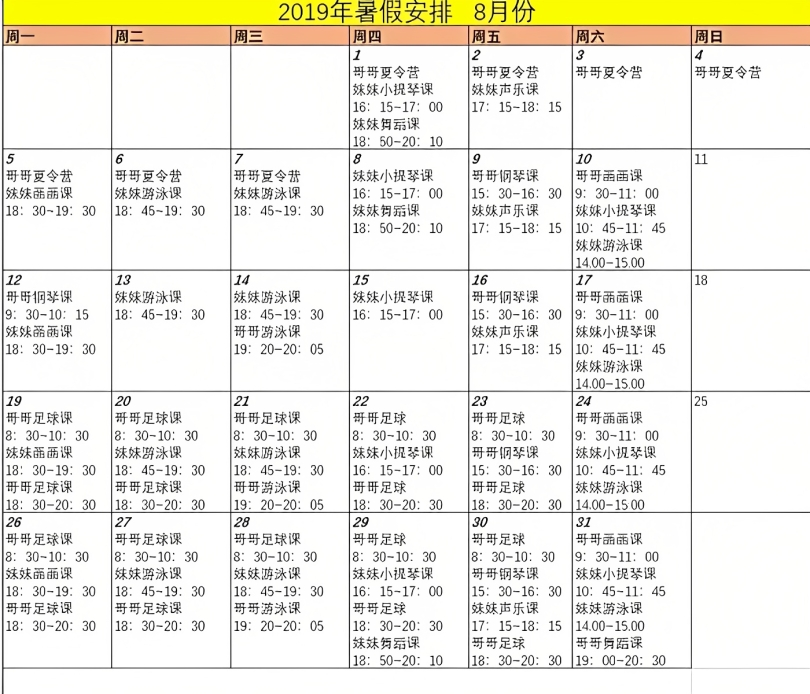 2019年暑假安排 8月份
周一 周二 周三 周四 周五 周六 周日
1
哥哥夏令营
妹妹小提琴课
16：15-17：00
妹妹舞蹈课
18：50-20：10
2
哥哥夏令营
妹妹声乐课
17：15-18：15
3
哥哥夏令营
4
哥哥夏令营
5
哥哥夏令营
妹妹画画课
18：30-19：30
6
哥哥夏令营
妹妹游泳课
18：45-19：30
7
哥哥夏令营
妹妹游泳课
18：45-19：30
8
妹妹小提琴课
16：15-17：00
妹妹舞蹈课
18：50-20：10
9
哥哥钢琴课
15：30-16：30
妹妹声乐课
17：15-18：15
10
哥哥画画课
9：30-11：00
妹妹小提琴课
10：45-11：45
妹妹游泳课
14.00-15.00
11
12
哥哥钢琴课
9：30-10：15
妹妹画画课
18：30-19：30
13
妹妹游泳课
18：45-19：30
14
妹妹游泳课
18：45-19：30
哥哥游泳课
19：20-20：05
15
妹妹小提琴课
16：15-17：00
16
哥哥钢琴课
15：30-16：30
妹妹声乐课
17：15-18：15
17
哥哥画画课
9：30-11：00
妹妹小提琴课
10：45-11：45
妹妹游泳课
14.00-15.00
18
19
哥哥足球课
8：30-10：30
妹妹画画课
18：30-19：30
哥哥足球课
18：30-20：30
20
哥哥足球课
8：30-10：30
妹妹游泳课
18：45-19：30
哥哥足球课
18：30-20：30
21
哥哥足球课
8：30-10：30
妹妹游泳课
18：45-19：30
哥哥游泳课
19：20-20：05
22
哥哥足球
8：30-10：30
妹妹小提琴课
16：15-17：00
哥哥足球
18：30-20：30
23
哥哥足球
8：30-10：30
哥哥钢琴课
15：30-16：30
哥哥足球
18：30-20：30
24
哥哥画画课
9：30-11：00
妹妹小提琴课
10：45-11：45
妹妹游泳课
14.00-15.00
25
26
哥哥足球课
8：30-10：30
妹妹画画课
18：30-19：30
哥哥足球课
18：30-20：30
27
哥哥足球课
8：30-10：30
妹妹游泳课
18：45-19：30
哥哥足球课
18：30-20：30
28
哥哥足球课
8：30-10：30
妹妹游泳课
18：45-19：30
哥哥游泳课
19：20-20：05
29
哥哥足球
8：30-10：30
妹妹小提琴课
16：15-17：00
哥哥足球
18：30-20：30
妹妹舞蹈课
18：50-20：10
30
哥哥足球
8：30-10：30
哥哥钢琴课
15：30-16：30
妹妹声乐课
17：15-18：15
哥哥足球
18：30-20：30
31
哥哥画画课
9：30-11：00
妹妹小提琴课
10：45-11：45
妹妹游泳课
14.00-15.00
哥哥舞蹈课
19：00-20：30